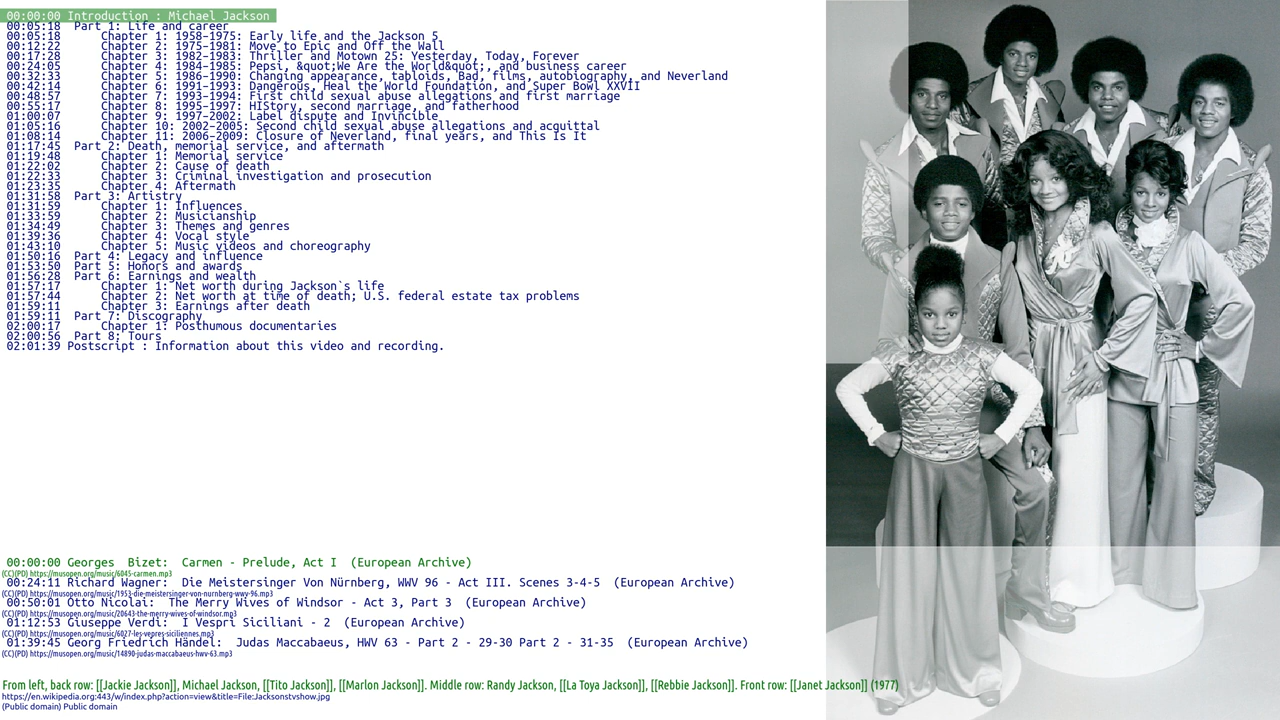 00:00:00 Introduction : Michael Jackson
00:05:18 Part 1: Life and career
00:05:18 Chapter 1: 1958–1975: Early life and the Jackson 5
00:12:22 Chapter 2: 1975–1981: Move to Epic and Off the Wall
00:17:28 Chapter 3: 1982–1983: Thriller and Motown 25: Yesterday, Today, Forever
00:24:05 Chapter 4: 1984–1985: Pepsi, &quot;We Are the World&quot;, and business career
00:32:33 Chapter 5: 1986–1990: Changing appearance, tabloids, Bad, films, autobiography, and Neverland
00:42:14 Chapter 6: 1991–1993: Dangerous, Heal the World Foundation, and Super Bowl XXVII
00:48:57 Chapter 7: 1993–1994: First child sexual abuse allegations and first marriage
00:55:17 Chapter 8: 1995–1997: HIStory, second marriage, and fatherhood
01:00:07 Chapter 9: 1997–2002: Label dispute and Invincible
01:05:16 Chapter 10: 2002–2005: Second child sexual abuse allegations and acquittal
01:08:14 Chapter 11: 2006–2009: Closure of Neverland, final years, and This Is It
01:17:45 Part 2: Death, memorial service, and aftermath
01:19:48 Chapter 1: Memorial service
01:22:02 Chapter 2: Cause of death
01:22:33 Chapter 3: Criminal investigation and prosecution
01:23:35 Chapter 4: Aftermath
01:31:58 Part 3: Artistry
01:31:59 Chapter 1: Influences
01:33:59 Chapter 2: Musicianship
01:34:49 Chapter 3: Themes and genres
01:39:36 Chapter 4: Vocal style
01:43:10 Chapter 5: Music videos and choreography
01:50:16 Part 4: Legacy and influence
01:53:50 Part 5: Honors and awards
01:56:28 Part 6: Earnings and wealth
01:57:17 Chapter 1: Net worth during Jackson`s life
01:57:44 Chapter 2: Net worth at time of death; U.S. federal estate tax problems
01:59:11 Chapter 3: Earnings after death
01:59:11 Part 7: Discography
02:00:17 Chapter 1: Posthumous documentaries
02:00:56 Part 8: Tours
02:01:39 Postscript : Information about this video and recording.
00:00:00 Georges Bizet: Carmen - Prelude, Act I (European Archive)
(CC)(PD) https://musopen.org/music/6045-carmen.mp3
00:24:11 Richard Wagner: Die Meistersinger Von Nürnberg, WWV 96 - Act III. Scenes 3-4-5 (European Archive)
(CC)(PD) https://musopen.org/music/1953-die-meistersinger-von-nurnberg-wwv-96.mp3
00:50:01 Otto Nicolai: The Merry Wives of Windsor - Act 3, Part 3 (European Archive)
(CC)(PD) https://musopen.org/music/20643-the-merry-wives-of-windsor.mp3
01:12:53 Giuseppe Verdi: I Vespri Siciliani - 2 (European Archive)
(CC)(PD) https://musopen.org/music/6027-les-vepres-siciliennes.mp3
01:39:45 Georg Friedrich Händel: Judas Maccabaeus, HWV 63 - Part 2 - 29-30 Part 2 - 31-35 (European Archive)
(CC)(PD) https://musopen.org/music/14890-judas-maccabaeus-hwv-63.mp3
From left, back row: [[Jackie Jackson]], Michael Jackson, [[Tito Jackson]], [[Marlon Jackson]]. Middle row: Randy Jackson, [[La Toya Jackson]], [[Rebbie Jackson]]. Front row: [[Janet Jackson]] (1977)
https://en.wikipedia.org:443/w/index.php?action=view&title=File:Jacksonstvshow.jpg
(Public domain) Public domain